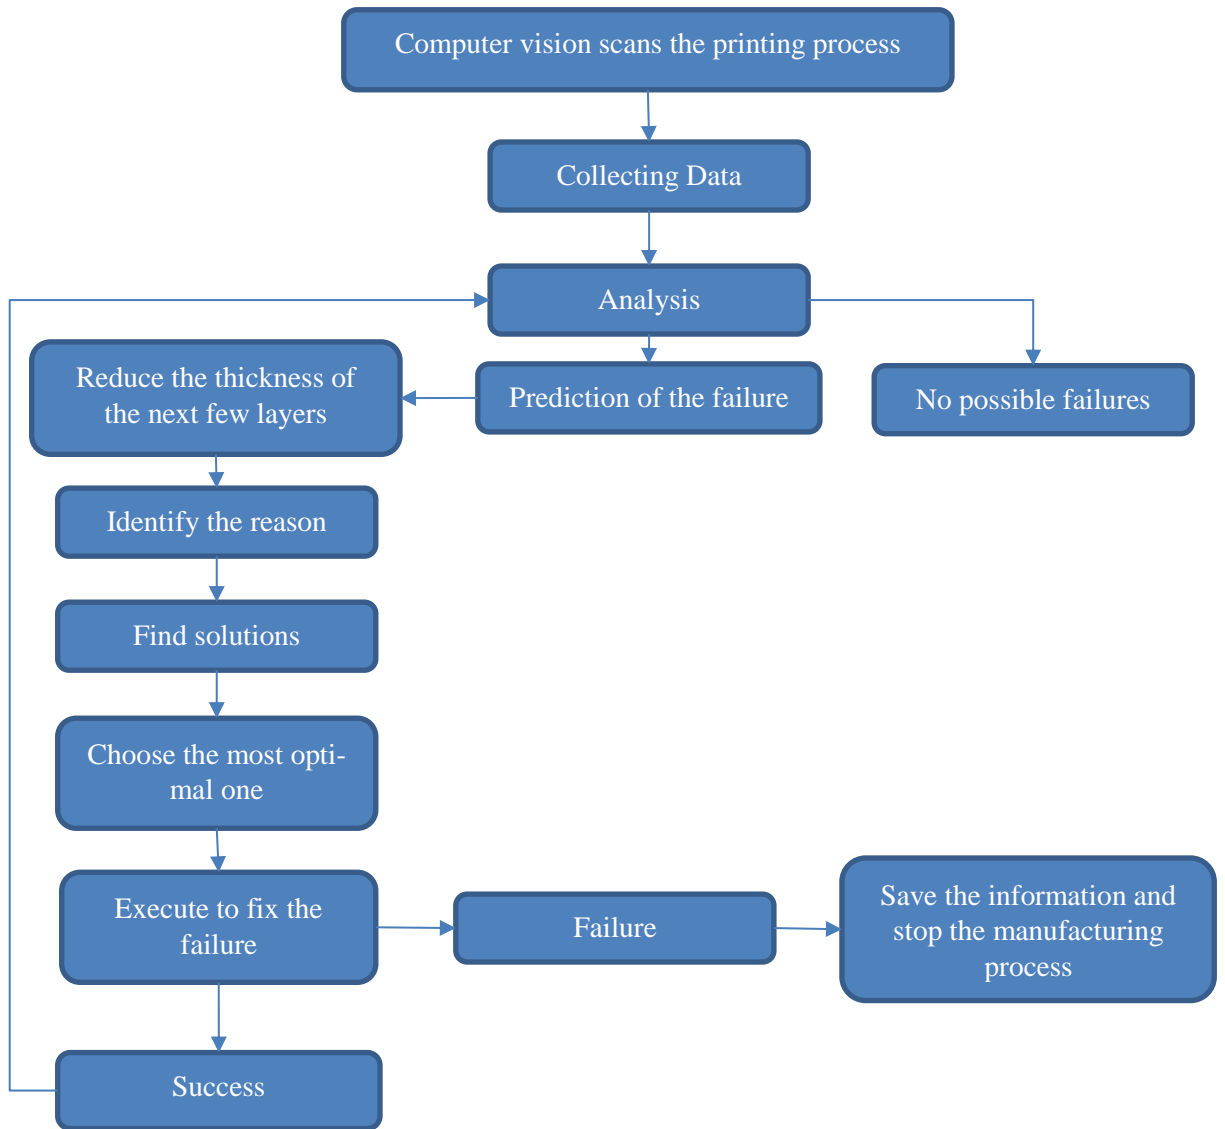 Computer vision scans the printing process
Collecting Data
Analysis
Reduce the thickness of
the next few layers
Prediction of the failure
No possible failures
Identify the reason
Find solutions
Choose the most opti-
mal one
Execute to fix the
failure
Failure
Save the information and
stop the manufacturing
process
Success